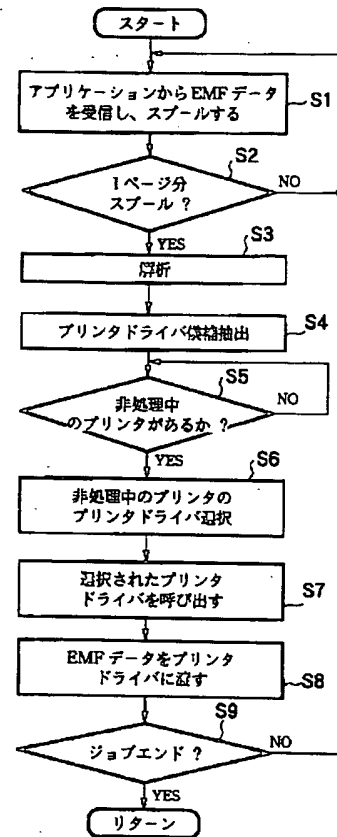 スタート
アプリケーションからEMFデータ
を受信し、スプールする
S1
S2
1ページ分
スプール ?
NO
YES
S3
解析
S4
プリンタドライバ候補抽出
S5
非処理中
のプリンタがあるか ?
NO
YES
S6
非処理中のプリンタの
プリンタドライバ選択
選択されたプリンタ
ドライバを呼び出す
S7
EMFデータをプリンタ
ドライバに渡す
S8
S9
ジョブエンド ?
NO
YES
リターン